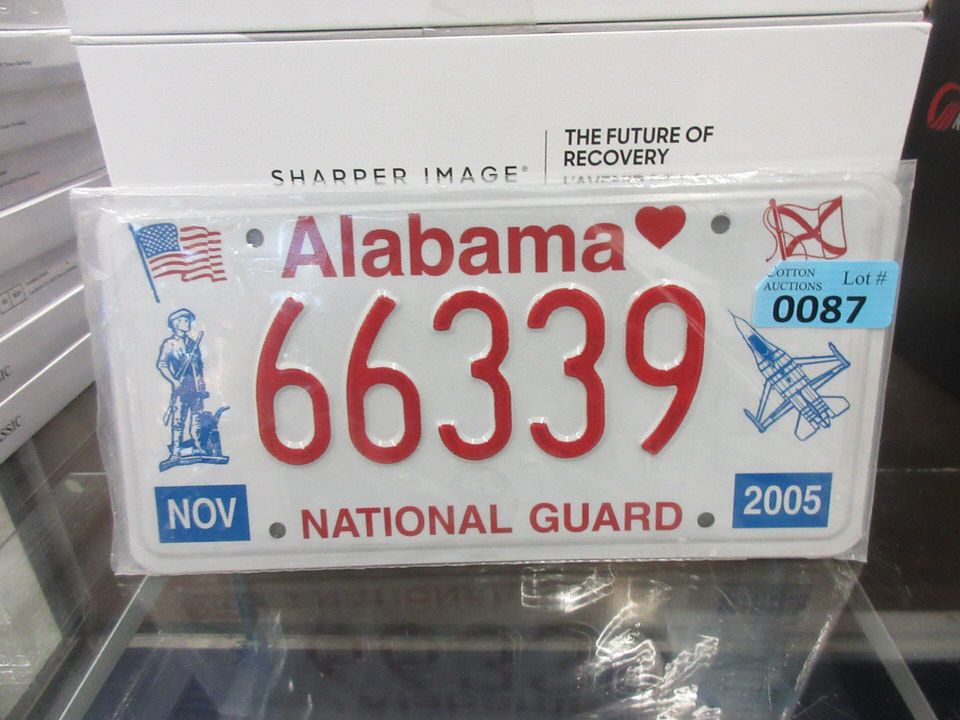 THE FUTURE OF
RECOVERY
SHARPER IMAGE®
Alabama
COTTON
AUCTIONS
Lot #
0087
66339
NOV
2005
NATIONAL GUARD